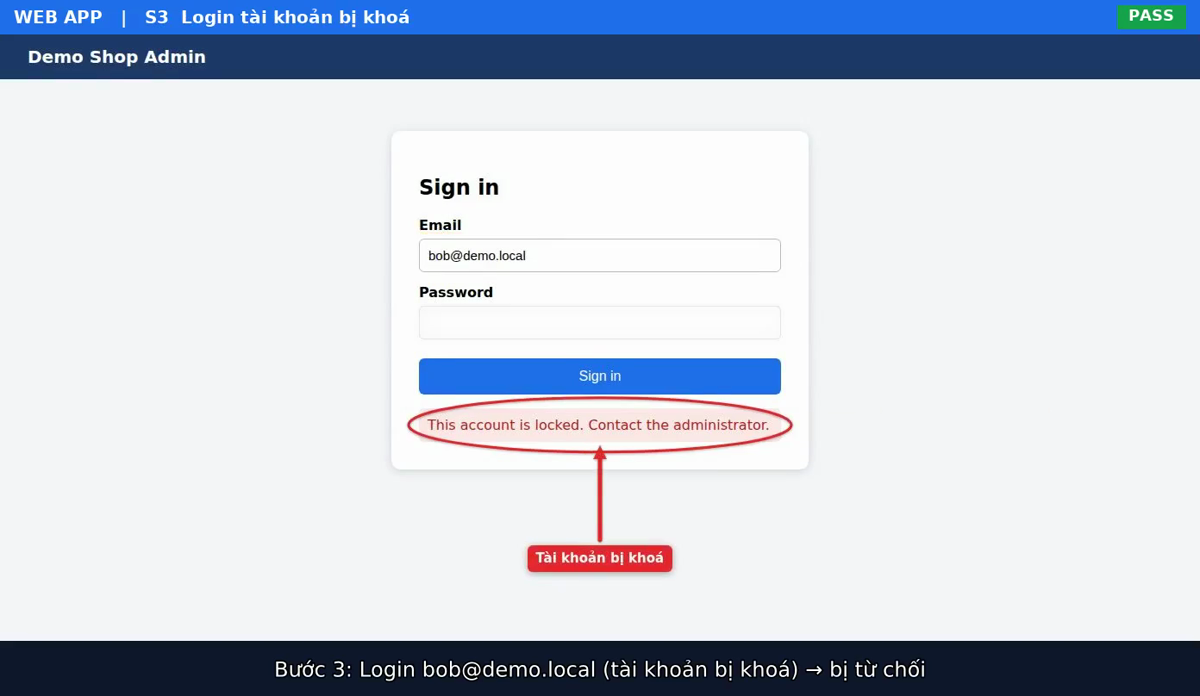 WEB APP | S3 Login tài khoản bị khoá
PASS
Demo Shop Admin
Sign in
Email
bob@demo.local
Password
Sign in
This account is locked. Contact the administrator.
Tài khoản bị khoá
Bước 3: Login bob@demo.local (tài khoản bị khoá) → bị từ chối